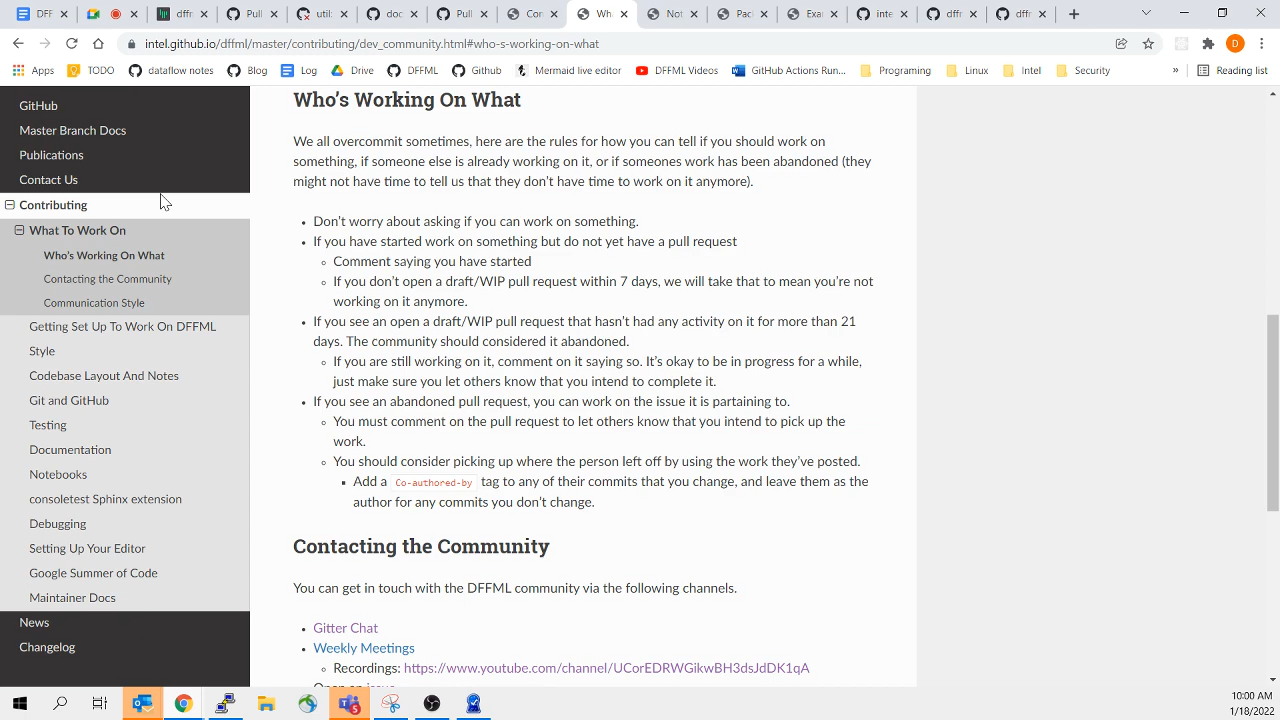 DFF
Me
dffr
Pull
utile
doc
Pull
Cor
Wh
Not
Pac
Exa
inte
dffr
dffr
intel.github.io/dffml/master/contributing/dev_community.html#who-s-working-on-what
D
Apps
TODO
dataflow notes
Blog
Log
Drive
DFFML
Github
Mermaid live editor
DFFML Videos
GitHub Actions Run...
Programing
Linux
Intel
Security
»
Reading list
GitHub
Master Branch Docs
Publications
Contact Us
Contributing
What To Work On
Who's Working On What
Contacting the Community
Communication Style
Getting Set Up To Work On DFFML
Style
Codebase Layout And Notes
Git and GitHub
Testing
Documentation
Notebooks
consoletest Sphinx extension
Debugging
Setting Up Your Editor
Google Summer of Code
Maintainer Docs
News
Changelog
Who's Working On What
We all overcommit sometimes, here are the rules for how you can tell if you should work on
something, if someone else is already working on it, or if someones work has been abandoned (they
might not have time to tell us that they don't have time to work on it anymore).
• Don't worry about asking if you can work on something.
• If you have started work on something but do not yet have a pull request
◦ Comment saying you have started
◦ If you don't open a draft/WIP pull request within 7 days, we will take that to mean you're not
working on it anymore.
• If you see an open a draft/WIP pull request that hasn't had any activity on it for more than 21
days. The community should considered it abandoned.
◦ If you are still working on it, comment on it saying so. It's okay to be in progress for a while,
just make sure you let others know that you intend to complete it.
• If you see an abandoned pull request, you can work on the issue it is partaining to.
◦ You must comment on the pull request to let others know that you intend to pick up the
work.
◦ You should consider picking up where the person left off by using the work they've posted.
▪ Add a Co-authored-by tag to any of their commits that you change, and leave them as the
author for any commits you don't change.
Contacting the Community
You can get in touch with the DFFML community via the following channels.
• Gitter Chat
• Weekly Meetings
◦ Recordings: https://www.youtube.com/channel/UCorEDRWGikwBH3dsJdDK1qA
Open an issue
10:00 AM
1/18/2022